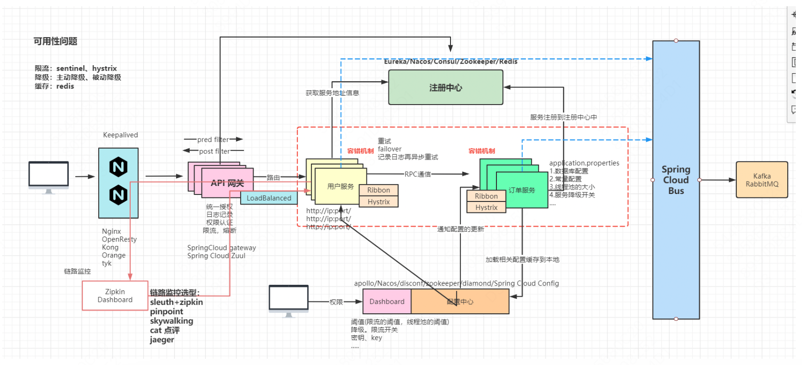 可用性问题
限流：sentinel、hystrix
降级：主动降级、被动降级
缓存：redis
Eureka/Nacos/Consul/Zookeeper/Redis
注册中心
获取服务地址信息
服务注册到注册中心中
Keepalived
N
N
Nginx
OpenResty
Kong
Orange
tyk
pred filter
post filter
API 网关
路由
LoadBalanced
统一授权
日志记录
权限认证
限流、熔断
SpringCloud gateway
Spring Cloud Zuul
容错机制
重试
failover
记录日志再异步重试
用户服务
Ribbon
Hystrix
http://ip:port/
http://ip:port/
http://ip:port/
RPC通信
容错机制
订单服务
Ribbon
Hystrix
application.properties
1.数据库配置
2.常量配置
3.线程池的大小
4.服务降级开关
....
通知配置的更新
加载相关配置缓存到本地
链路监控
Zipkin
Dashboard
链路监控选型：
sleuth+zipkin
pinpoint
skywalking
cat 点评
jaeger
apollo/Nacos/disconf/zookeeper/diamond/Spring Cloud Config
权限
Dashboard
配置中心
阈值(限流的阈值，线程池的阈值)
降级。限流开关
密钥、key
.....
Spring
Cloud
Bus
Kafka
RabbitMQ